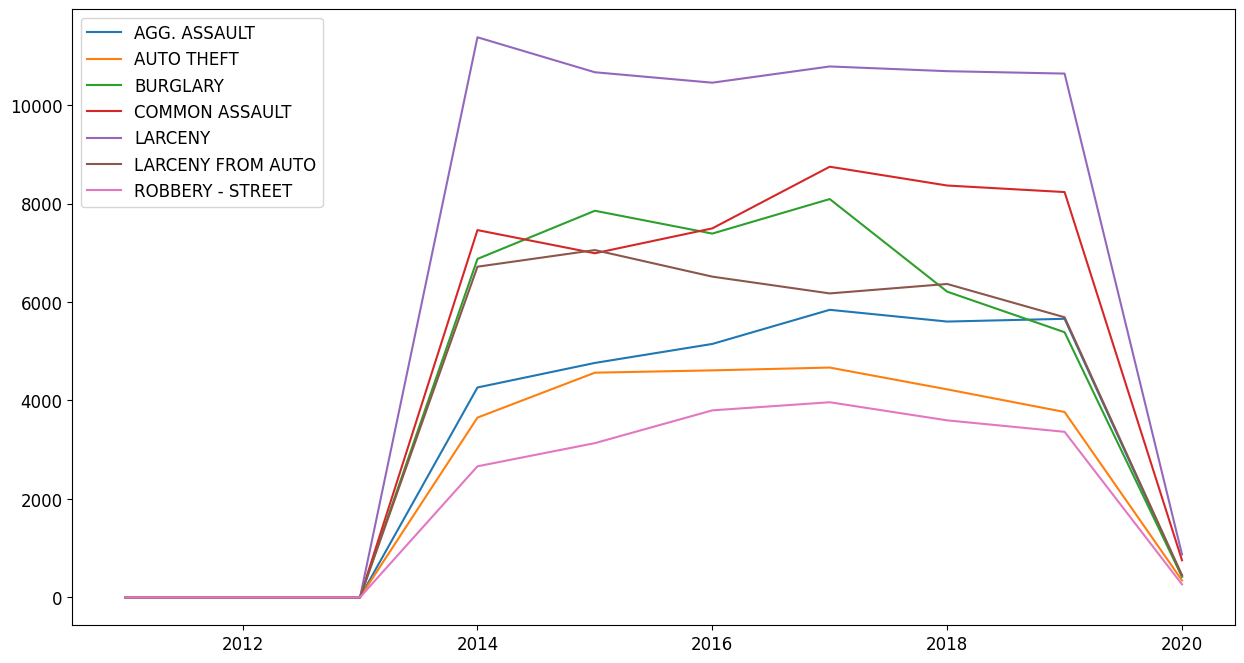 AGG. ASSAULT
AUTO THEFT
BURGLARY
COMMON ASSAULT
LARCENY
LARCENY FROM AUTO
ROBBERY - STREET
10000
8000
6000
4000
2000
0
2012 2014 2016 2018 2020